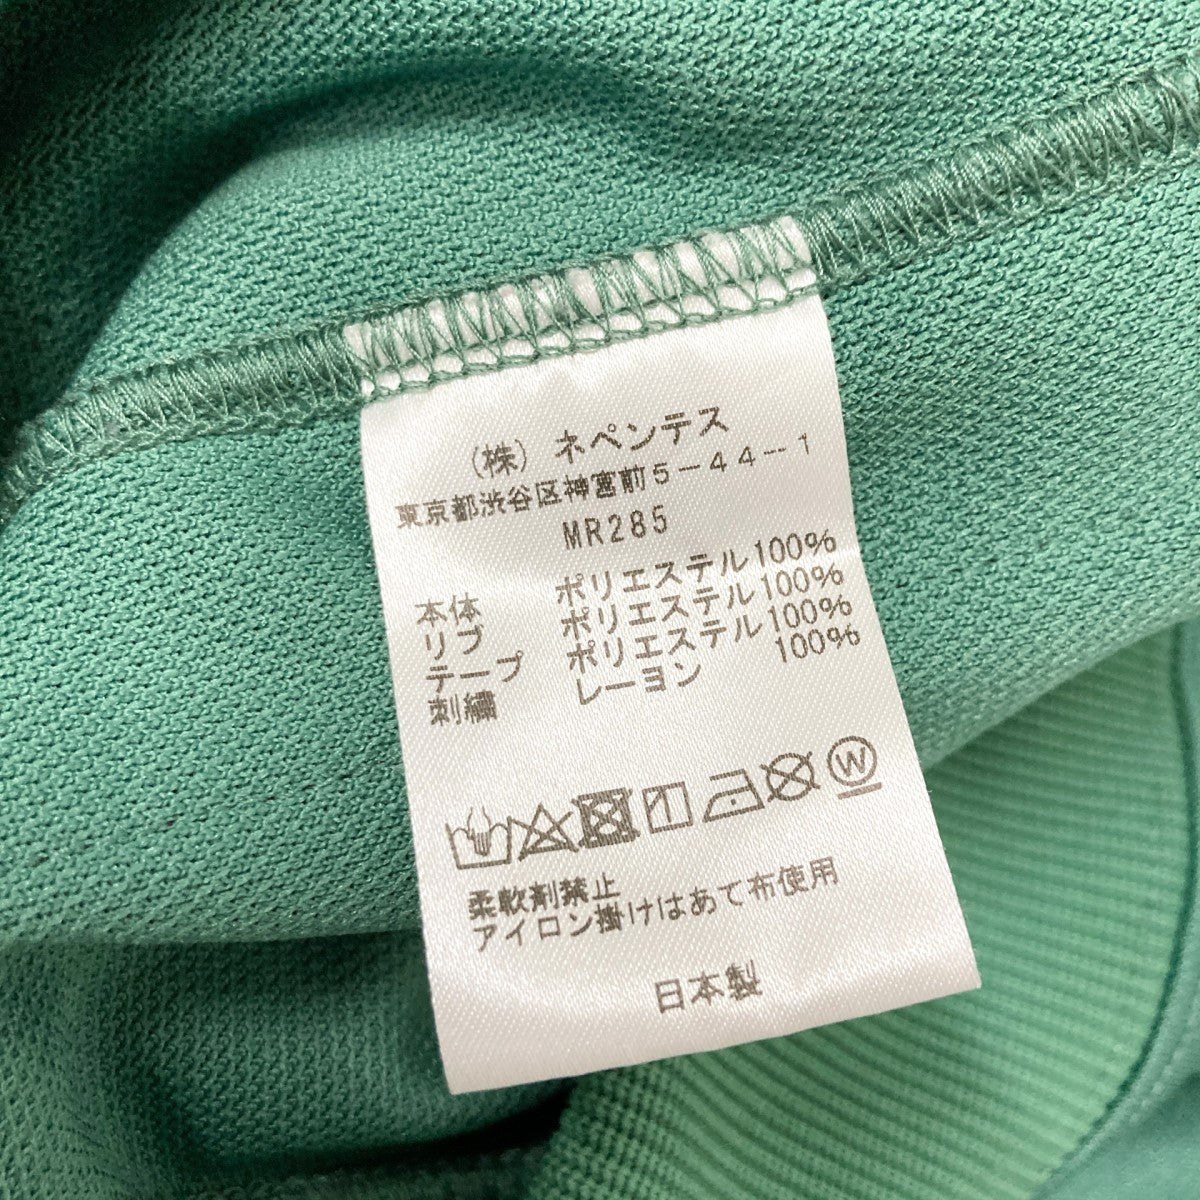 （株）ネペンテス
東京都渋谷区神宮前5-44-1
MR285
本体 ポリエステル100%
リブ ポリエステル100%
テープ ポリエステル100%
刺繍 レーヨン 100%
W
柔軟剤禁止
アイロン掛けはあて布使用
日本製